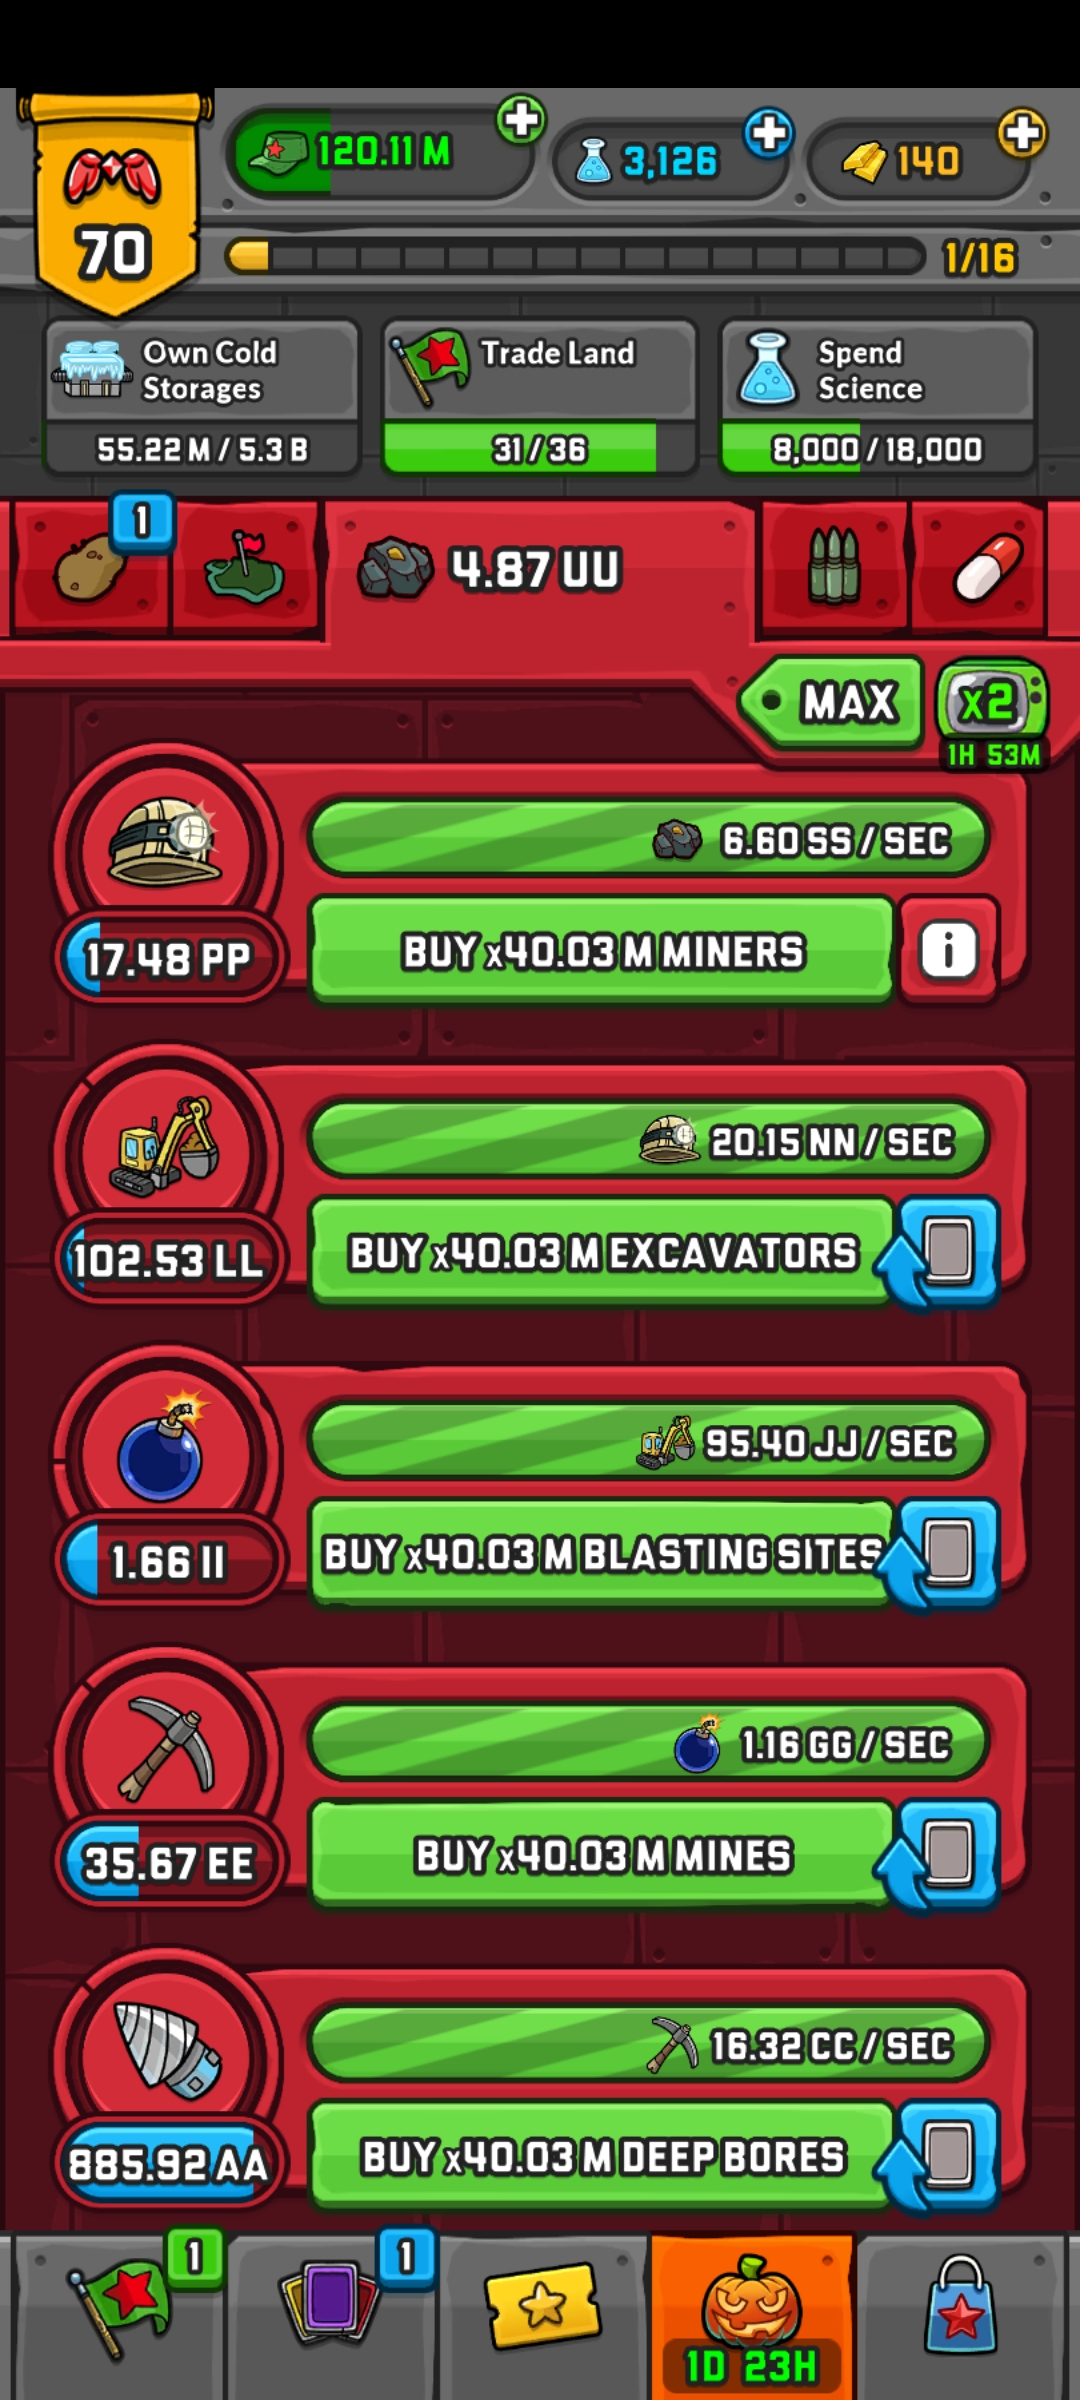 120.11 M
3,126
140
70
1/16
Own Cold
Storages
Trade Land
Spend
Science
55.22 M / 5.3 B
31 / 36
8,000 / 18,000
1
4.87 UU
MAX
x2
1H 53M
6.60 SS / SEC
17.48 PP
BUY x40.03 M MINERS
i
20.15 NN / SEC
102.53 LL
BUY x40.03 M EXCAVATORS
95.40 JJ / SEC
1.66 II
BUY x40.03 M BLASTING SITES
1.16 GG / SEC
35.67 EE
BUY x40.03 M MINES
16.32 CC / SEC
885.92 AA
BUY x40.03 M DEEP BORES
1
1
1D 23H